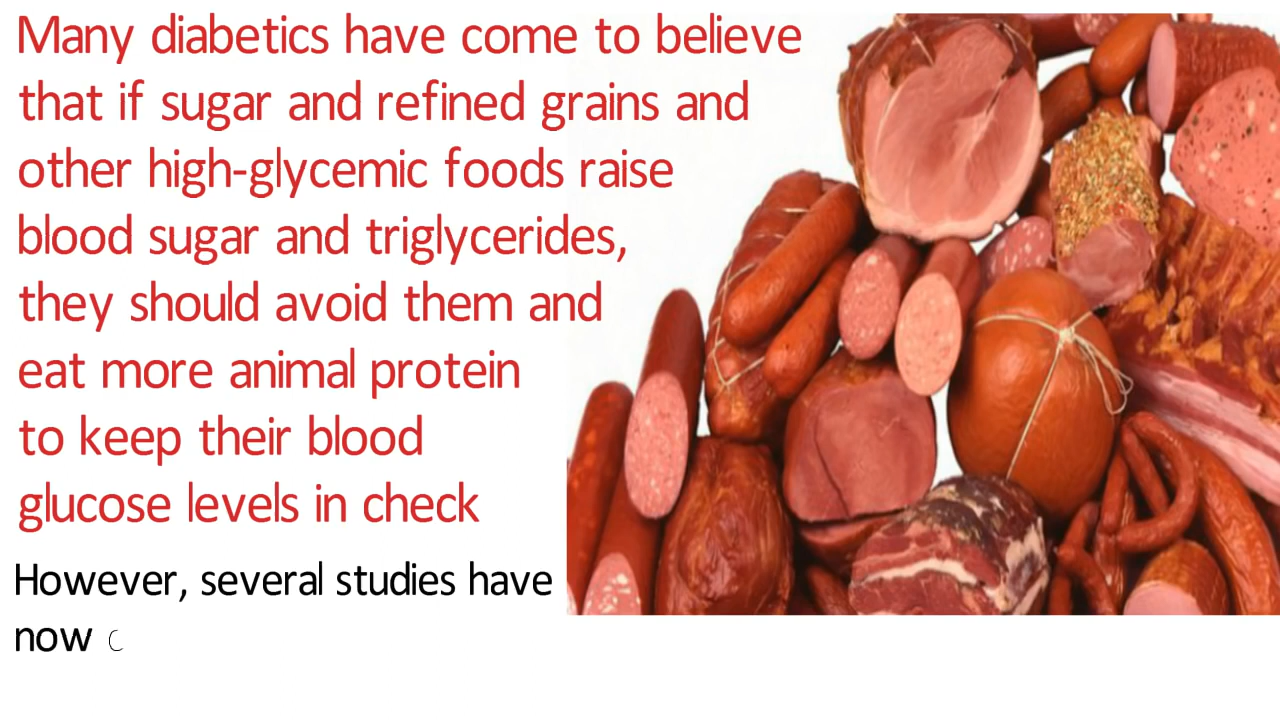 Many diabetics have come to believe
that if sugar and refined grains and
other high-glycemic foods raise
blood sugar and triglycerides,
they should avoid them and
eat more animal protein
to keep their blood
glucose levels in check
However, several studies have
now c